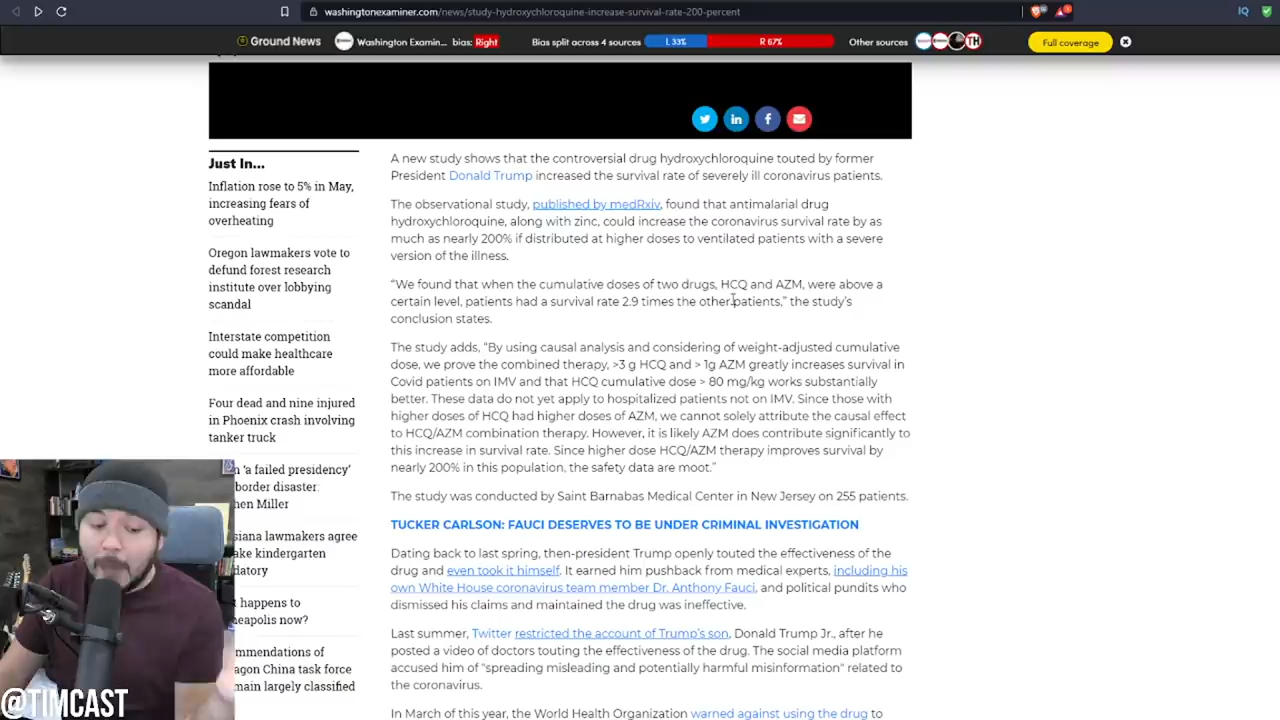 washingtonexaminer.com/news/study-hydroxychloroquine-increase-survival-rate-200-percent
Ground News
Washington Examin...
bias: Right
Bias split across 4 sources
L 33%
R 67%
Other sources
TH
Full coverage
Just In...
Inflation rose to 5% in May,
increasing fears of
overheating
Oregon lawmakers vote to
defund forest research
institute over lobbying
scandal
Interstate competition
could make healthcare
more affordable
Four dead and nine injured
in Phoenix crash involving
tanker truck
‘a failed presidency’
border disaster:
Miller
lawmakers agree
kindergarten
happens to
now?
task force
classified
A new study shows that the controversial drug hydroxychloroquine touted by former
President Donald Trump increased the survival rate of severely ill coronavirus patients.
The observational study, published by medRxiv, found that antimalarial drug
hydroxychloroquine, along with zinc, could increase the coronavirus survival rate by as
much as nearly 200% if distributed at higher doses to ventilated patients with a severe
version of the illness.
“We found that when the cumulative doses of two drugs, HCQ and AZM, were above a
certain level, patients had a survival rate 2.9 times the other patients,” the study’s
conclusion states.
The study adds, “By using causal analysis and considering of weight-adjusted cumulative
dose, we prove the combined therapy, >3 g HCQ and > 1g AZM greatly increases survival in
Covid patients on IMV and that HCQ cumulative dose > 80 mg/kg works substantially
better. These data do not yet apply to hospitalized patients not on IMV. Since those with
higher doses of HCQ had higher doses of AZM, we cannot solely attribute the causal effect
to HCQ/AZM combination therapy. However, it is likely AZM does contribute significantly to
this increase in survival rate. Since higher dose HCQ/AZM therapy improves survival by
nearly 200% in this population, the safety data are moot.”
The study was conducted by Saint Barnabas Medical Center in New Jersey on 255 patients.
TUCKER CARLSON: FAUCI DESERVES TO BE UNDER CRIMINAL INVESTIGATION
Dating back to last spring, then-president Trump openly touted the effectiveness of the
drug and even took it himself. It earned him pushback from medical experts, including his
own White House coronavirus team member Dr. Anthony Fauci, and political pundits who
dismissed his claims and maintained the drug was ineffective.
Last summer, Twitter restricted the account of Trump’s son, Donald Trump Jr., after he
posted a video of doctors touting the effectiveness of the drug. The social media platform
accused him of "spreading misleading and potentially harmful misinformation" related to
the coronavirus.
In March of this year, the World Health Organization warned against using the drug to
@TIMCAST